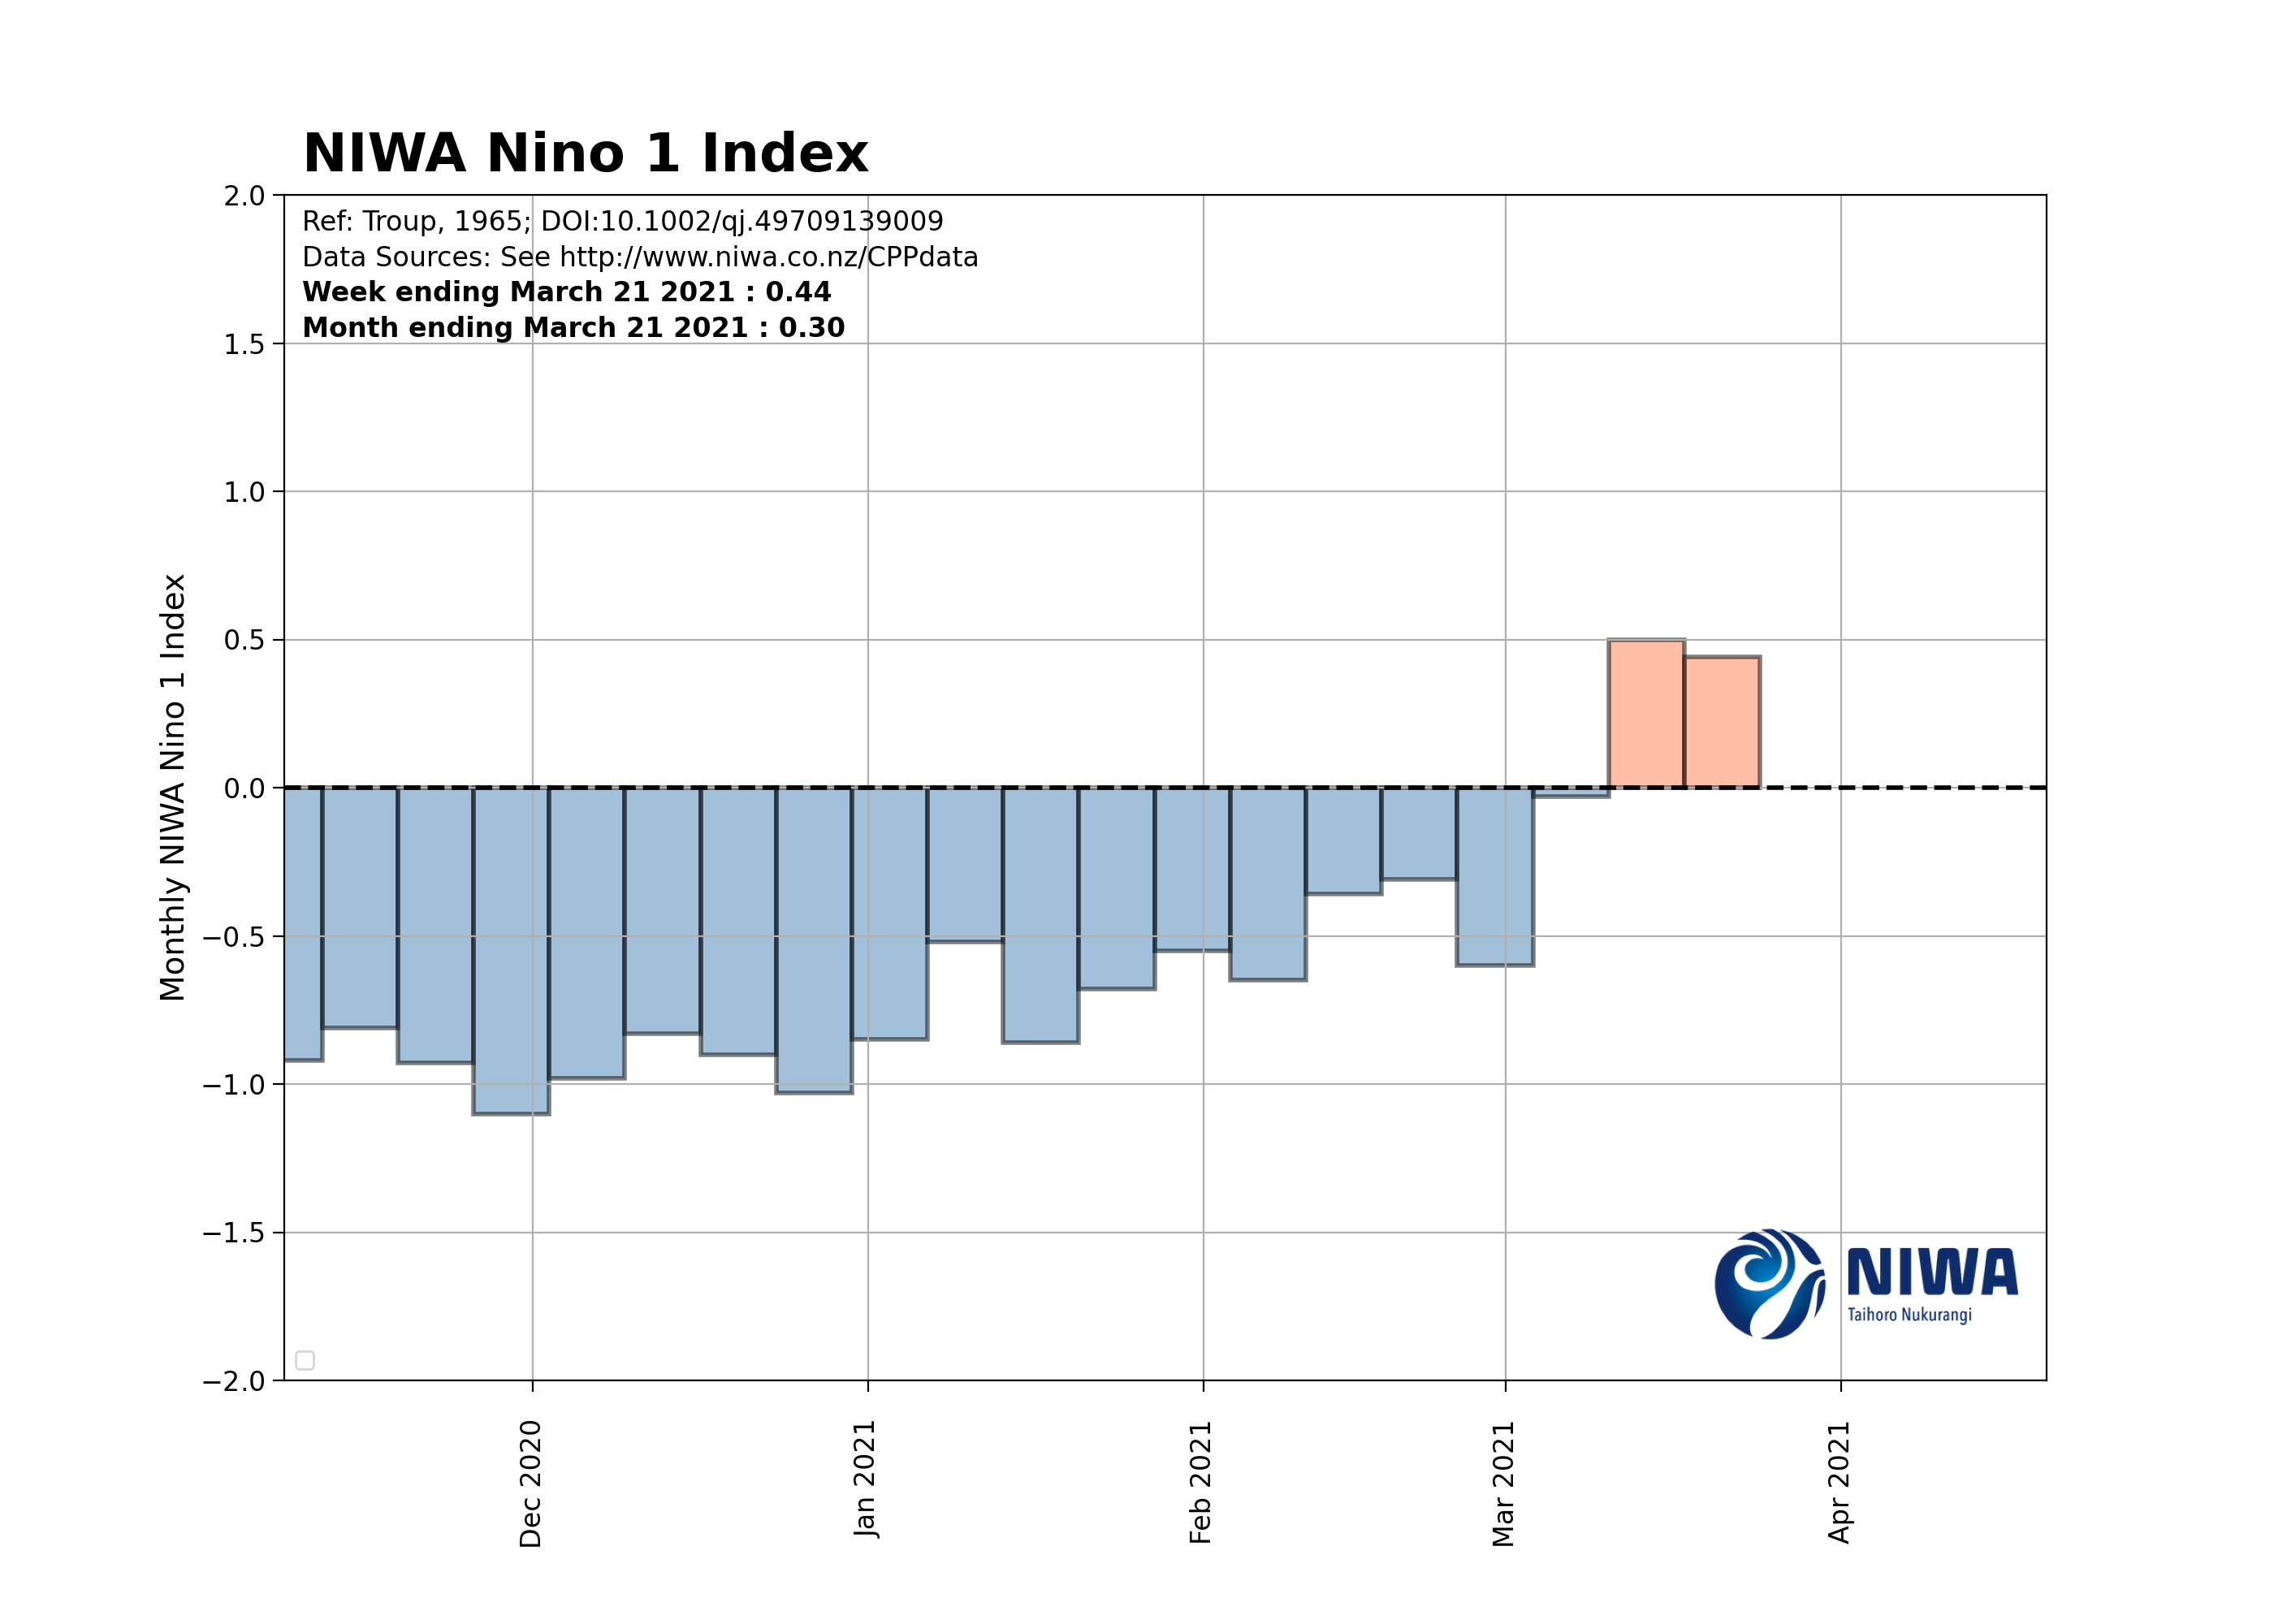 NIWA Nino 1 Index
Ref: Troup, 1965; DOI:10.1002/qj.49709139009
Data Sources: See http://www.niwa.co.nz/CPPdata
Week ending March 21 2021 : 0.44
Month ending March 21 2021 : 0.30
Monthly NIWA Nino 1 Index
2.0
1.5
1.0
0.5
0.0
−0.5
−1.0
−1.5
−2.0
NIWA
Taihoro Nukurangi
Dec 2020
Jan 2021
Feb 2021
Mar 2021
Apr 2021